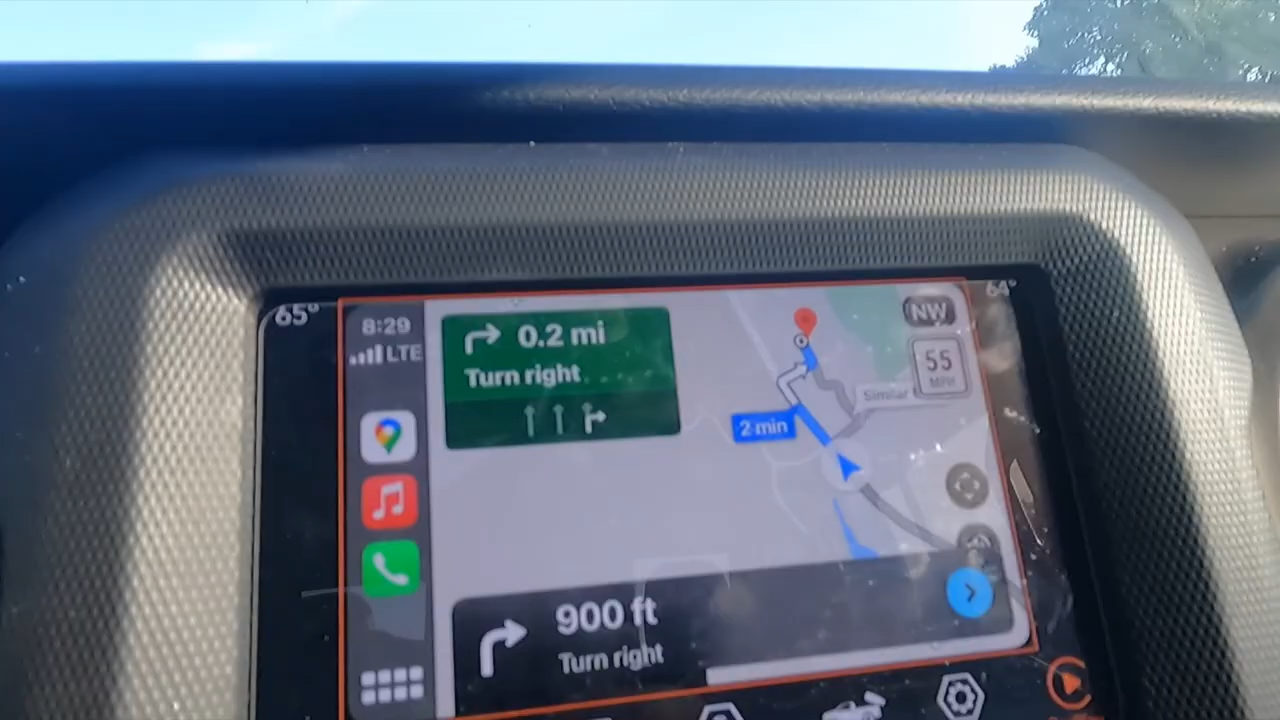 65°
64°
8:29
LTE
0.2 mi
Turn right
NW
55
MPH
Similar
2 min
900 ft
Turn right